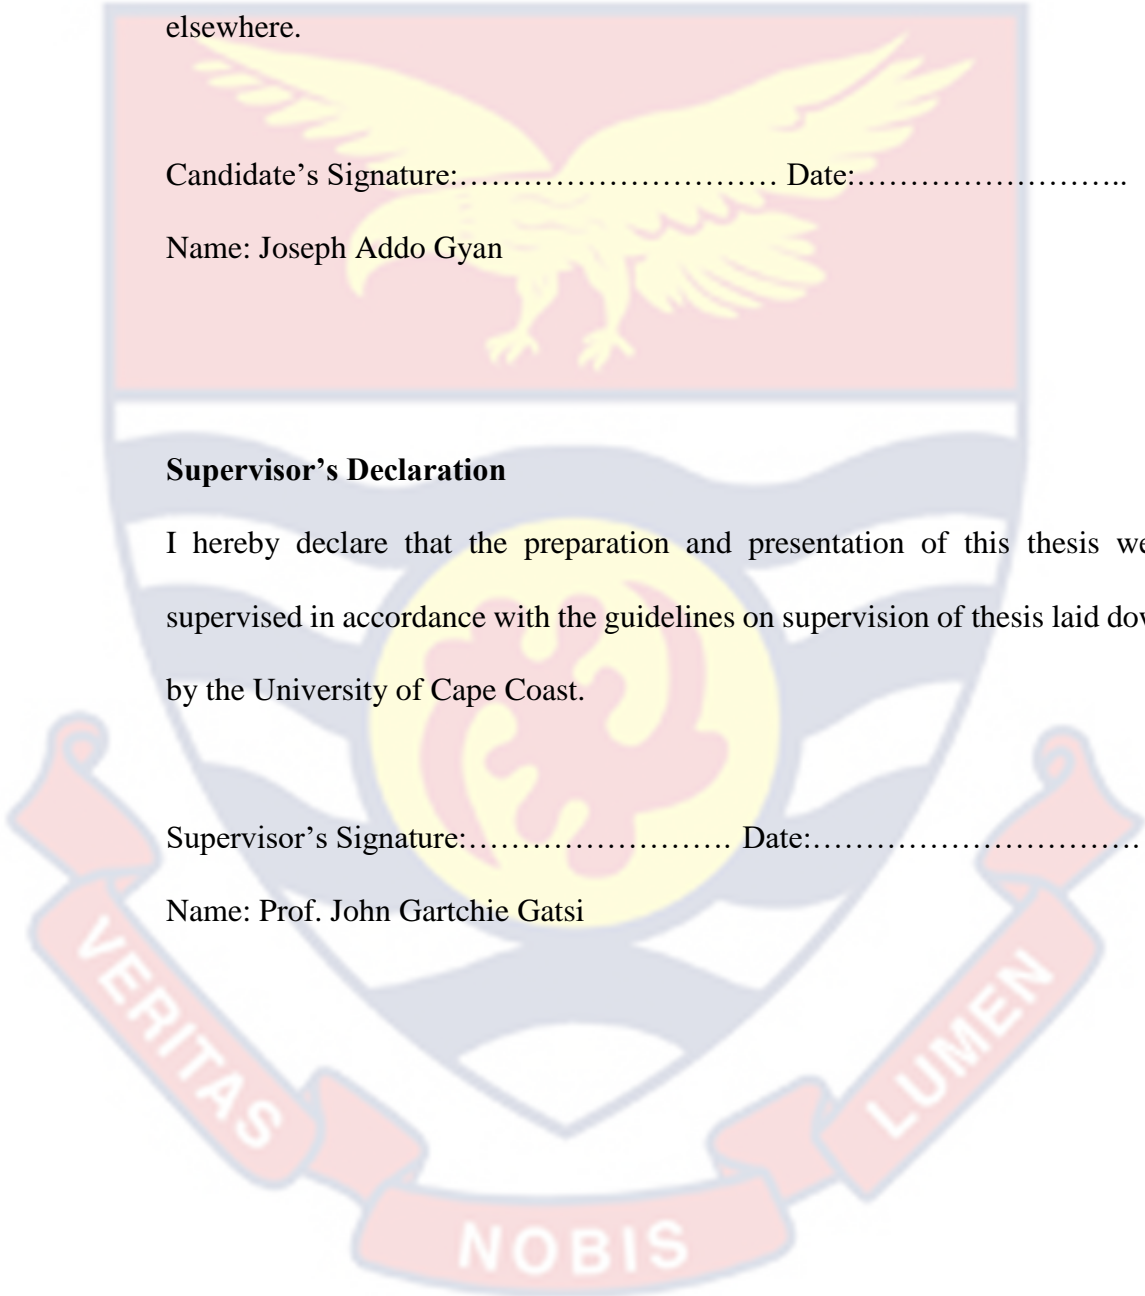 elsewhere.
Candidate’s Signature:………………………… Date:……………………..
Name: Joseph Addo Gyan
Supervisor’s Declaration
I hereby declare that the preparation and presentation of this thesis we
supervised in accordance with the guidelines on supervision of thesis laid dow
by the University of Cape Coast.
Supervisor’s Signature:……………………. Date:………………………….
Name: Prof. John Gartchie Gatsi
VERITAS
NOBIS
LUMEN